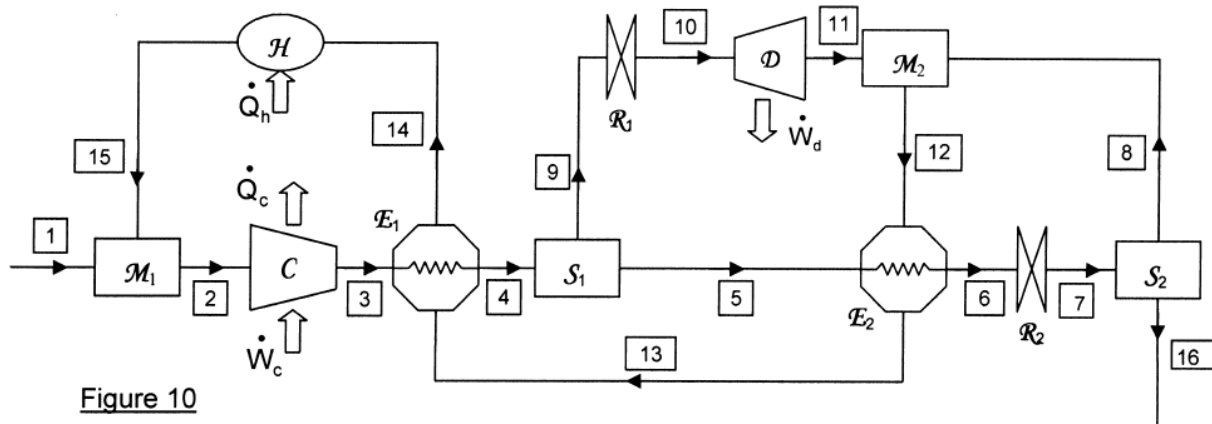 10
11
ℋ
𝒟
ℳ₂
Q̇h
ℛ₁
Ẇd
14
12
8
15
9
Q̇c
1
ℰ₁
ℳ₁
C
𝒮₁
𝒮₂
2
3
4
5
6
7
ℰ₂
ℛ₂
Ẇc
13
16
Figure 10